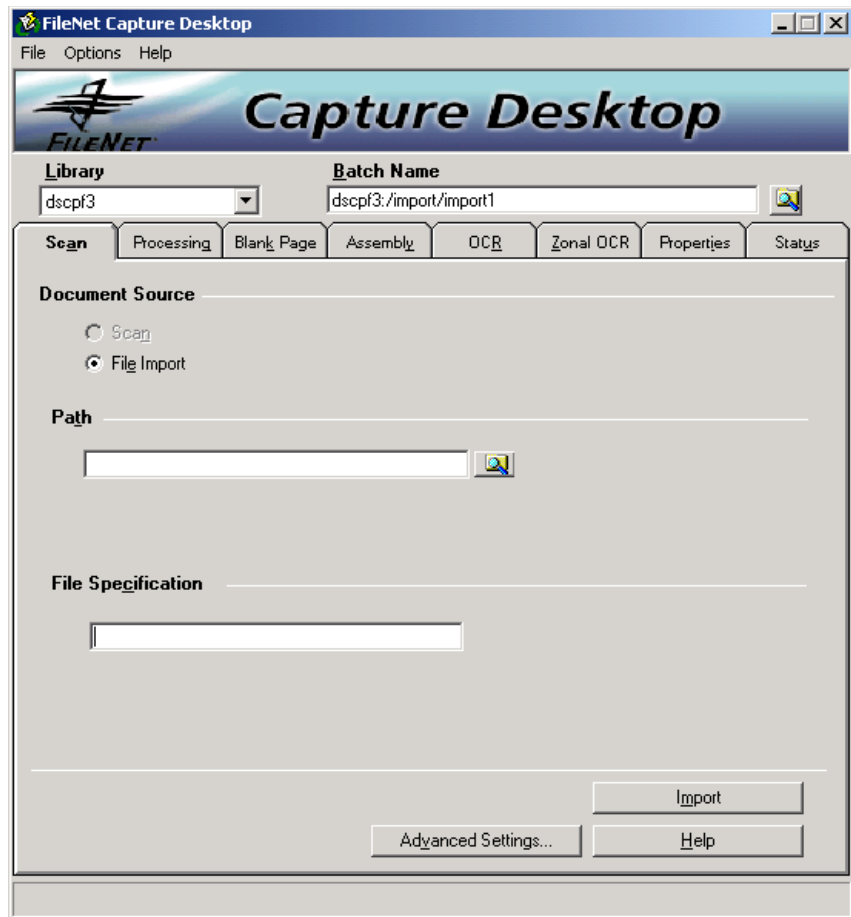 FileNet Capture Desktop
File Options Help
FILENET Capture Desktop
Library Batch Name
dscpf3 dscpf3:/import/import1
Scan Processing Blank Page Assembly OCR Zonal OCR Properties Status
Document Source
Scan
File Import
Path
File Specification
Import
Advanced Settings... Help